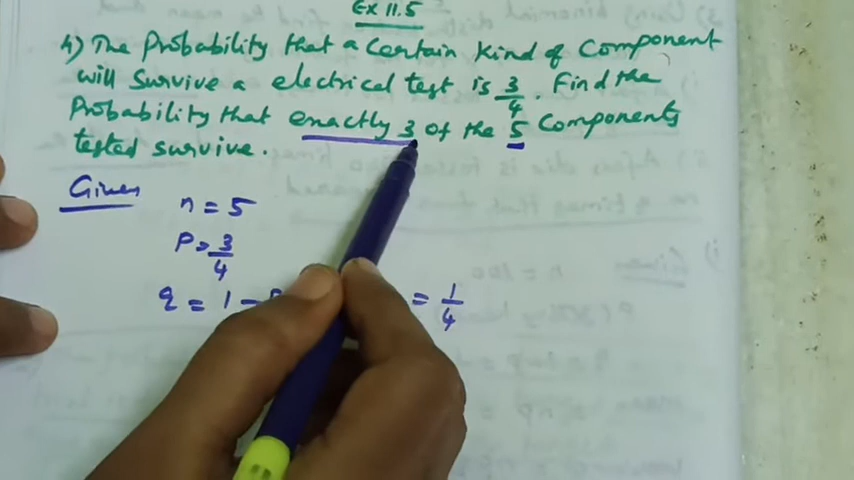 Ex 11.5
4) The Probability that a Certain Kind of Component
will Survive a electrical test is 3/4. Find the
Probability that exactly 3 of the 5 Components
tested survive.
Given
n = 5
P = 3/4
q = 1 - = 1/4